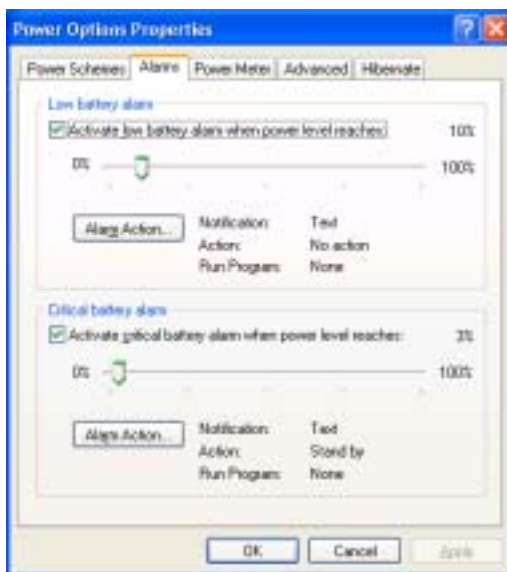 Power Options Properties
Power Schemes Alarms Power Meter Advanced Hibernate
Low battery alarm
Activate low battery alarm when power level reaches: 10%
0% 100%
Alarm Action... Notification: Text
Action: No action
Run Program: None
Critical battery alarm
Activate critical battery alarm when power level reaches: 3%
0% 100%
Alarm Action... Notification: Text
Action: Stand by
Run Program: None
OK Cancel Apply